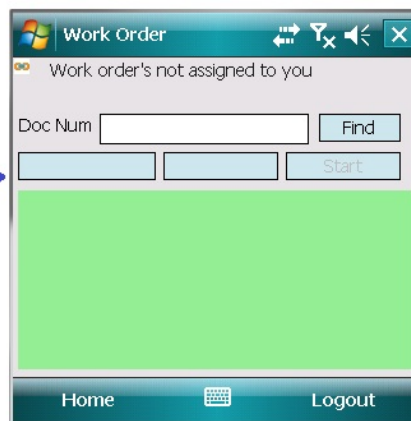 Work Order
Work order's not assigned to you
Doc Num Find
Start
Home Logout